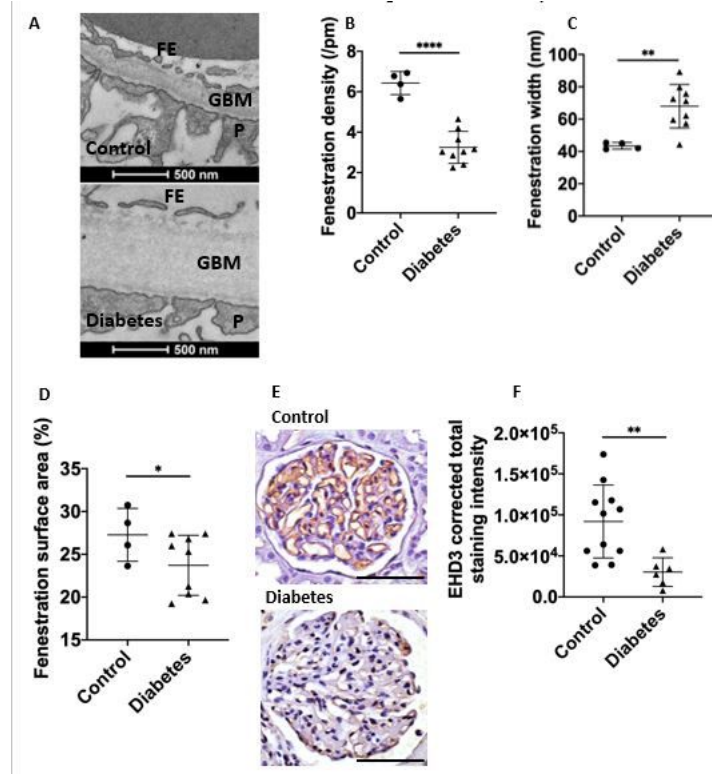 A
FE
GBM
P
Control
500 nm
FE
GBM
Diabetes
P
500 nm
B
Fenestration density (/pm)
8
6
4
2
0
****
Control
Diabetes
C
Fenestration width (nm)
100
80
60
40
20
0
**
Control
Diabetes
D
Fenestration surface area (%)
35
30
25
20
15
*
Control
Diabetes
E
Control
Diabetes
F
EHD3 corrected total
staining intensity
2.0×10⁵
1.5×10⁵
1.0×10⁵
5.0×10⁴
0.0
**
Control
Diabetes